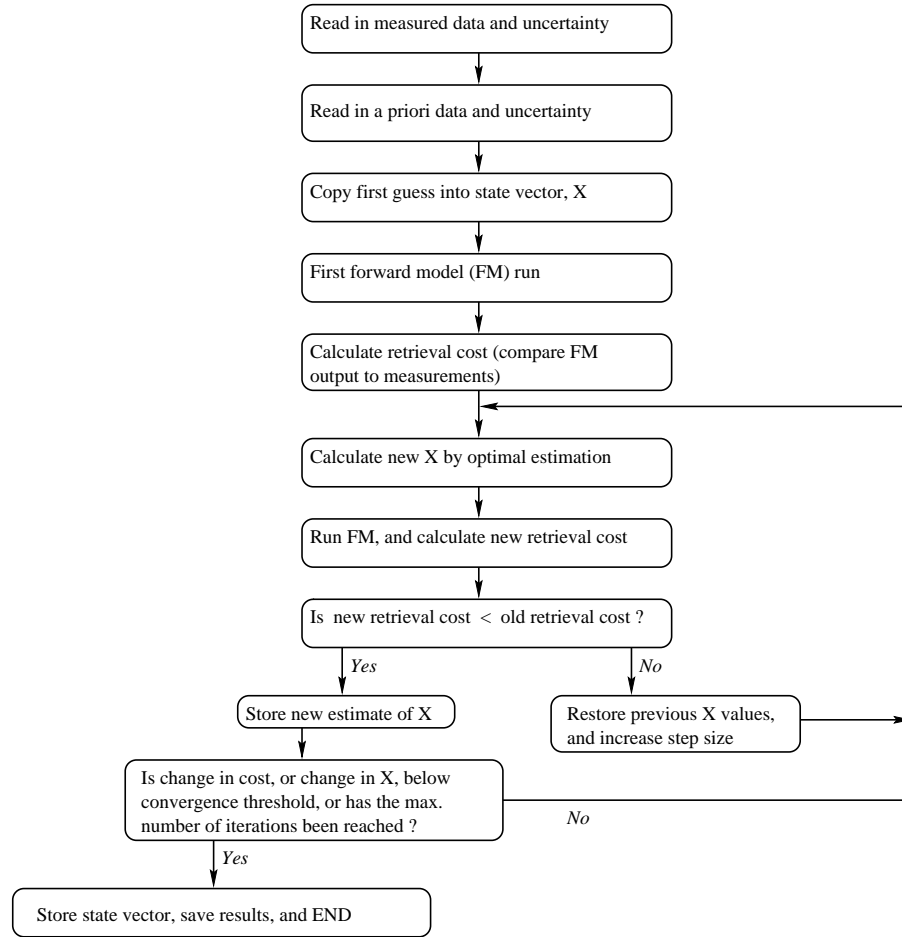 Read in measured data and uncertainty
Read in a priori data and uncertainty
Copy first guess into state vector, X
First forward model (FM) run
Calculate retrieval cost (compare FM
output to measurements)
Calculate new X by optimal estimation
Run FM, and calculate new retrieval cost
Is new retrieval cost < old retrieval cost ?
Yes
No
Store new estimate of X
Restore previous X values,
and increase step size
Is change in cost, or change in X, below
convergence threshold, or has the max.
number of iterations been reached ?
No
Yes
Store state vector, save results, and END